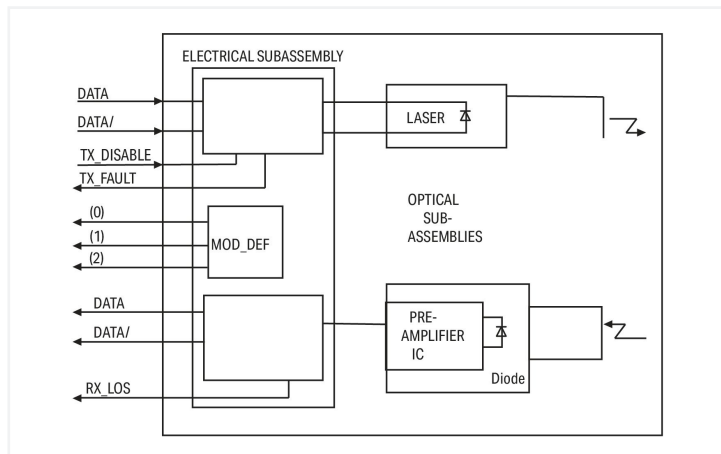 ELECTRICAL SUBASSEMBLY
DATA
DATA/
TX_DISABLE
TX_FAULT
LASER
(0)
(1)
(2)
MOD_DEF
OPTICAL
SUB-
ASSEMBLIES
DATA
DATA/
RX_LOS
PRE-
AMPLIFIER
IC
Diode